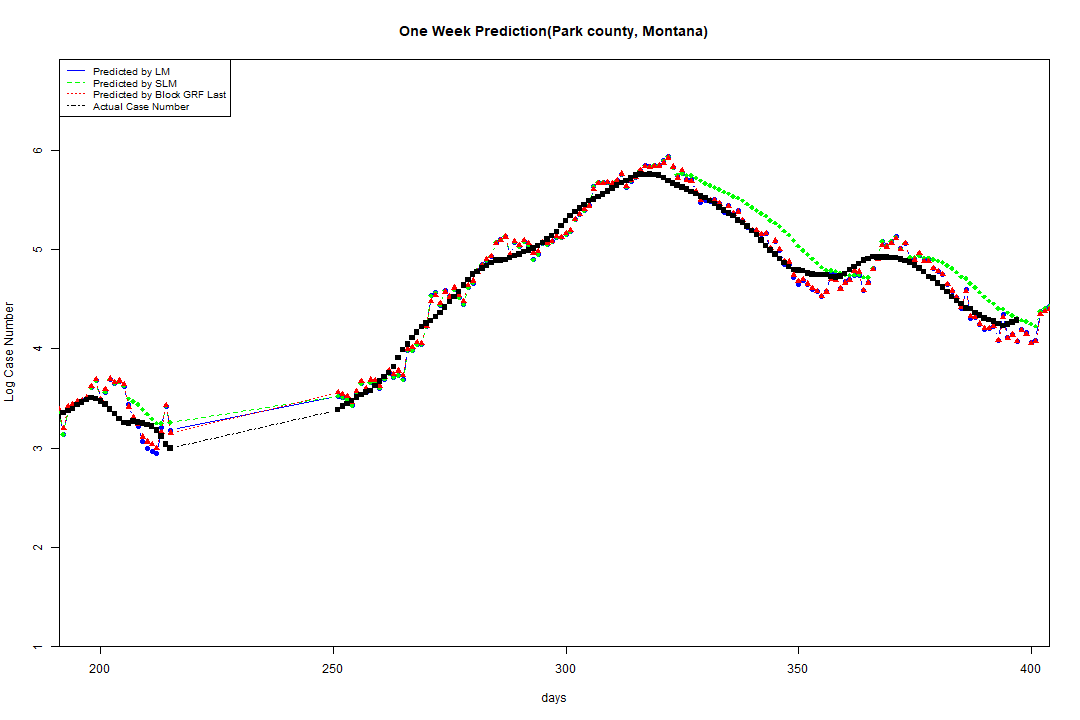 One Week Prediction(Park county, Montana)
Predicted by LM
Predicted by SLM
Predicted by Block GRF Last
Actual Case Number
6
5
4
3
2
1
Log Case Number
200 250 300 350 400
days